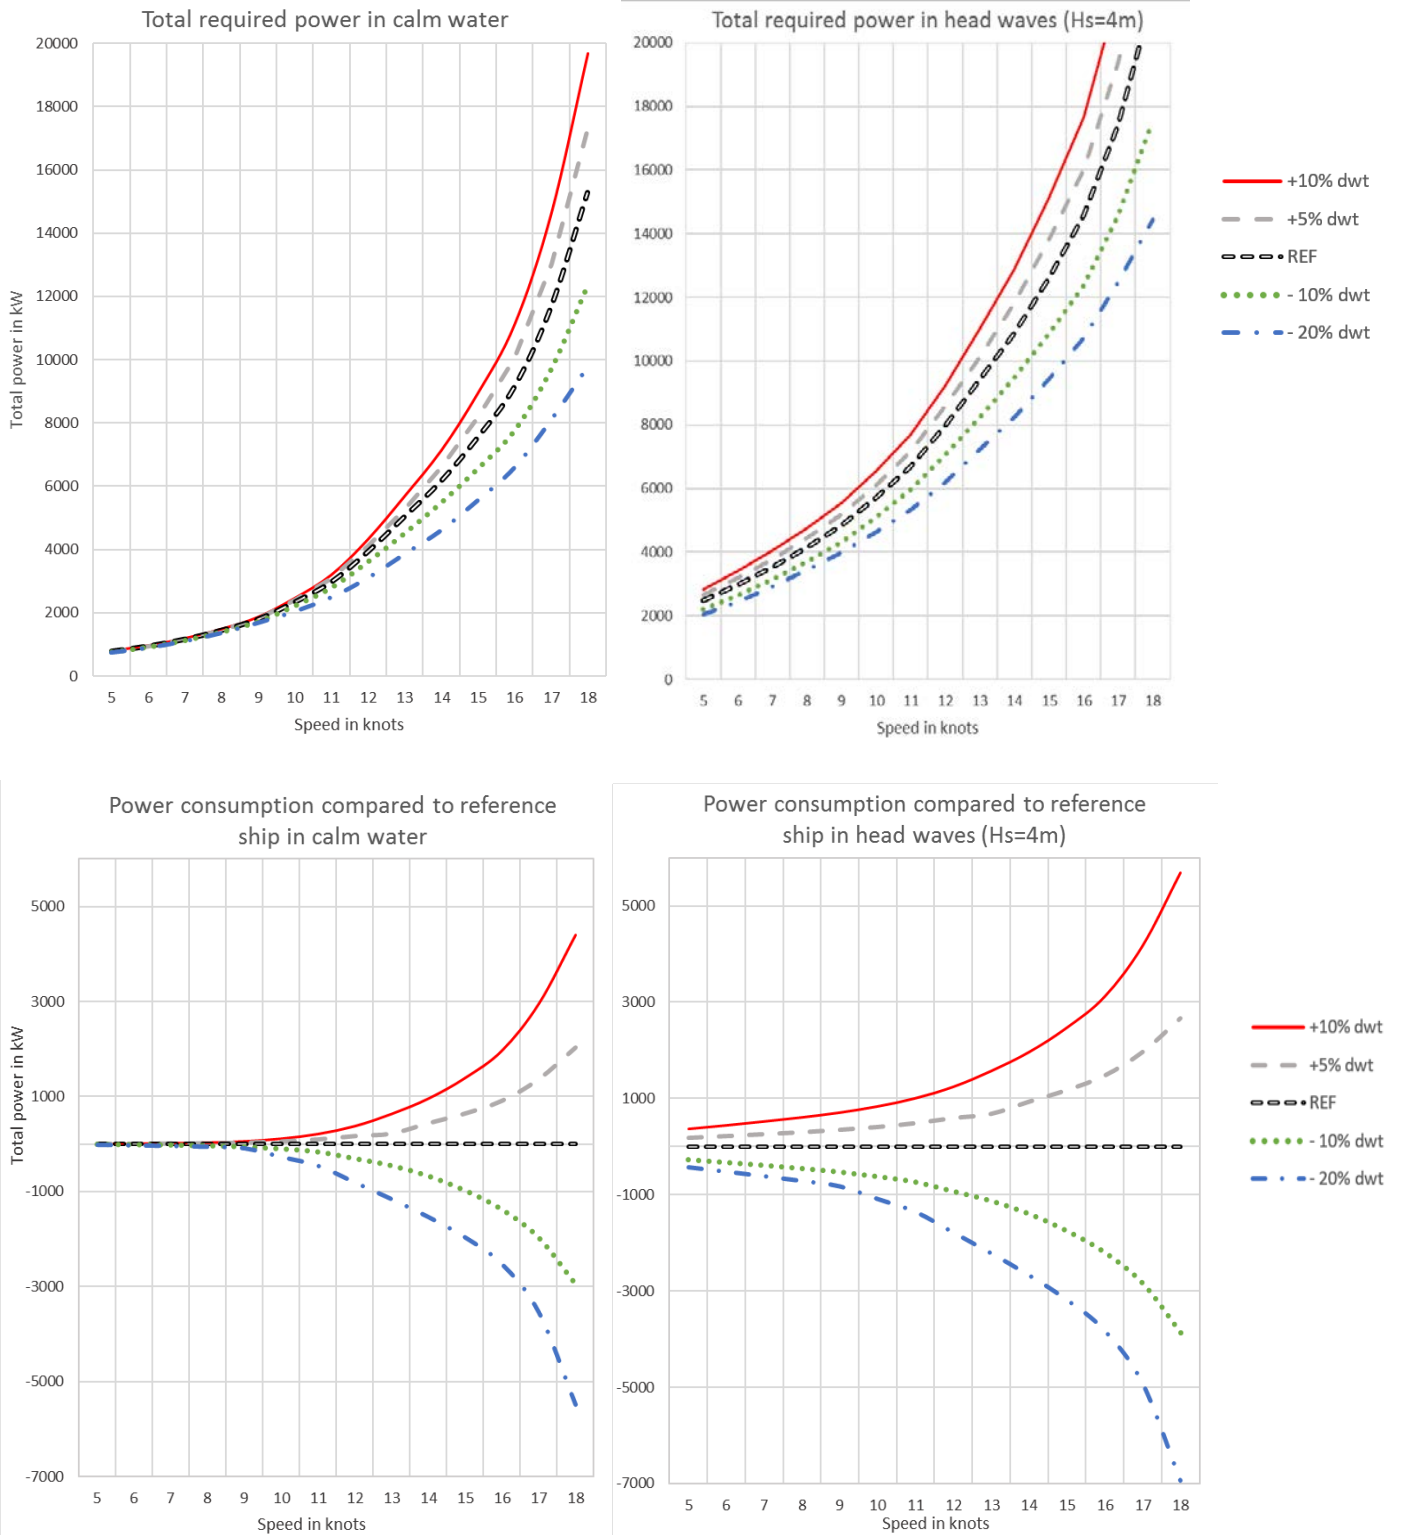 Total required power in calm water
20000
18000
16000
14000
12000
10000
8000
6000
4000
2000
0
Total power in kW
5 6 7 8 9 10 11 12 13 14 15 16 17 18
Speed in knots
Total required power in head waves (Hs=4m)
20000
18000
16000
14000
12000
10000
8000
6000
4000
2000
0
5 6 7 8 9 10 11 12 13 14 15 16 17 18
Speed in knots
+10% dwt
+5% dwt
REF
- 10% dwt
- 20% dwt
Power consumption compared to reference
ship in calm water
5000
3000
1000
-1000
-3000
-5000
-7000
Total power in kW
5 6 7 8 9 10 11 12 13 14 15 16 17 18
Speed in knots
Power consumption compared to reference
ship in head waves (Hs=4m)
5000
3000
1000
-1000
-3000
-5000
-7000
5 6 7 8 9 10 11 12 13 14 15 16 17 18
Speed in knots
+10% dwt
+5% dwt
REF
- 10% dwt
- 20% dwt